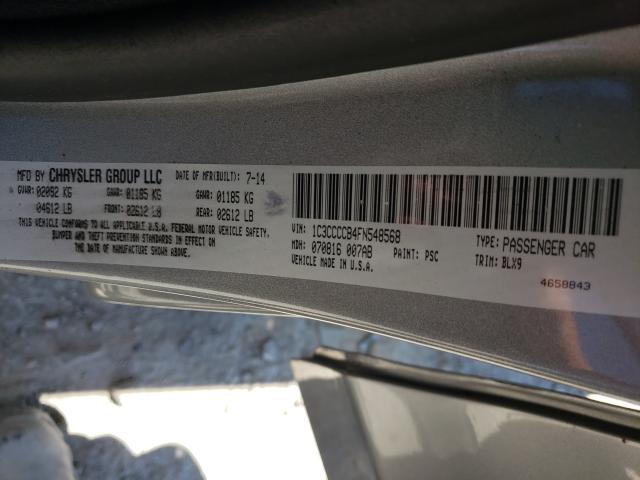 MFD BY CHRYSLER GROUP LLC DATE OF MFR(BUILT): 7-14
GVWR: 02092 KG GAWR: 01185 KG GAWR: 01185 KG
04612 LB FRONT: 02612 LB REAR: 02612 LB
THIS VEHICLE CONFORMS TO ALL APPLICABLE U.S.A. FEDERAL MOTOR VEHICLE SAFETY,
BUMPER AND THEFT STANDARDS IN EFFECT ON
THE DATE OF MANUFACTURE SHOWN ABOVE.
VIN: 1C3CCCCB4FN548568 TYPE: PASSENGER CAR
MDH: 070816 007AB PAINT: PSC TRIM: BLX9
VEHICLE MADE IN U.S.A.
4658843